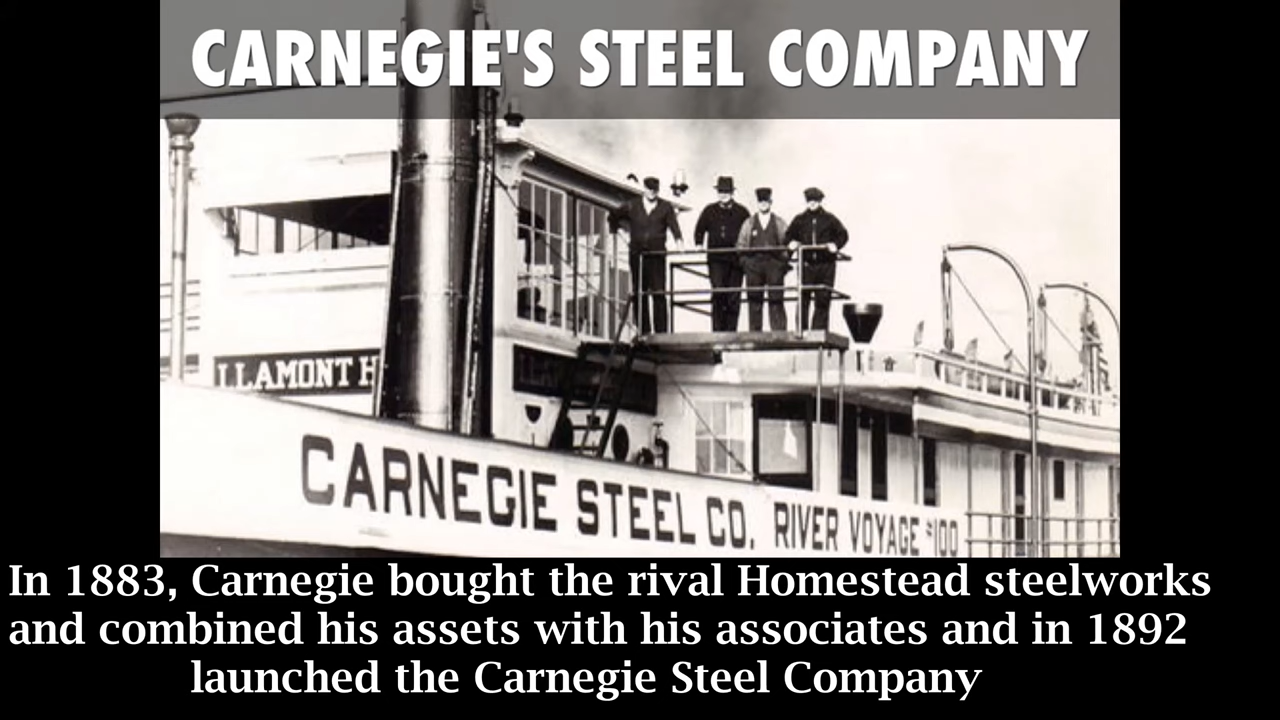 CARNEGIE'S STEEL COMPANY
LLAMONT H
CARNEGIE STEEL CO. RIVER VOYAGE #100
In 1883, Carnegie bought the rival Homestead steelworks
and combined his assets with his associates and in 1892
launched the Carnegie Steel Company